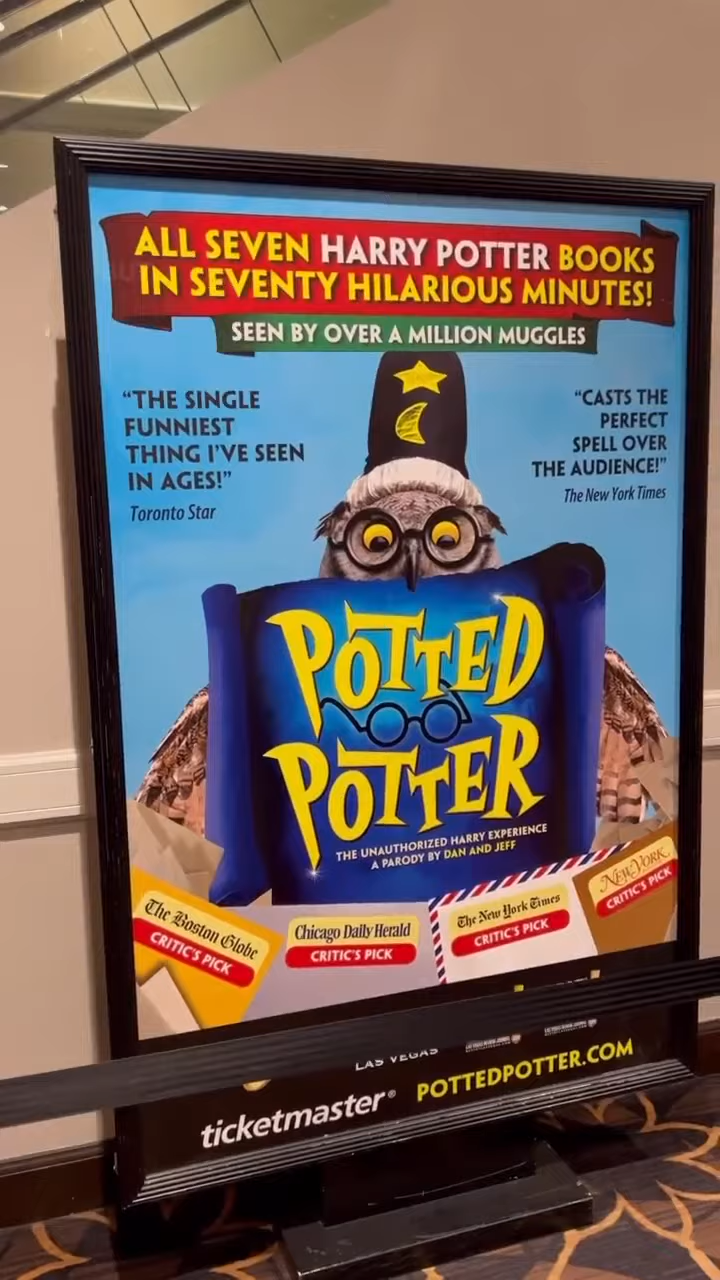 ALL SEVEN HARRY POTTER BOOKS
IN SEVENTY HILARIOUS MINUTES!
SEEN BY OVER A MILLION MUGGLES
“THE SINGLE
FUNNIEST
THING I’VE SEEN
IN AGES!”
Toronto Star
“CASTS THE
PERFECT
SPELL OVER
THE AUDIENCE!”
The New York Times
POTTED
POTTER
THE UNAUTHORIZED HARRY EXPERIENCE
A PARODY BY DAN AND JEFF
The Boston Globe
CRITIC'S PICK
Chicago Daily Herald
CRITIC'S PICK
The New York Times
CRITIC'S PICK
NEW YORK
CRITIC'S PICK
LAS VEGAS
ticketmaster®
POTTEDPOTTER.COM